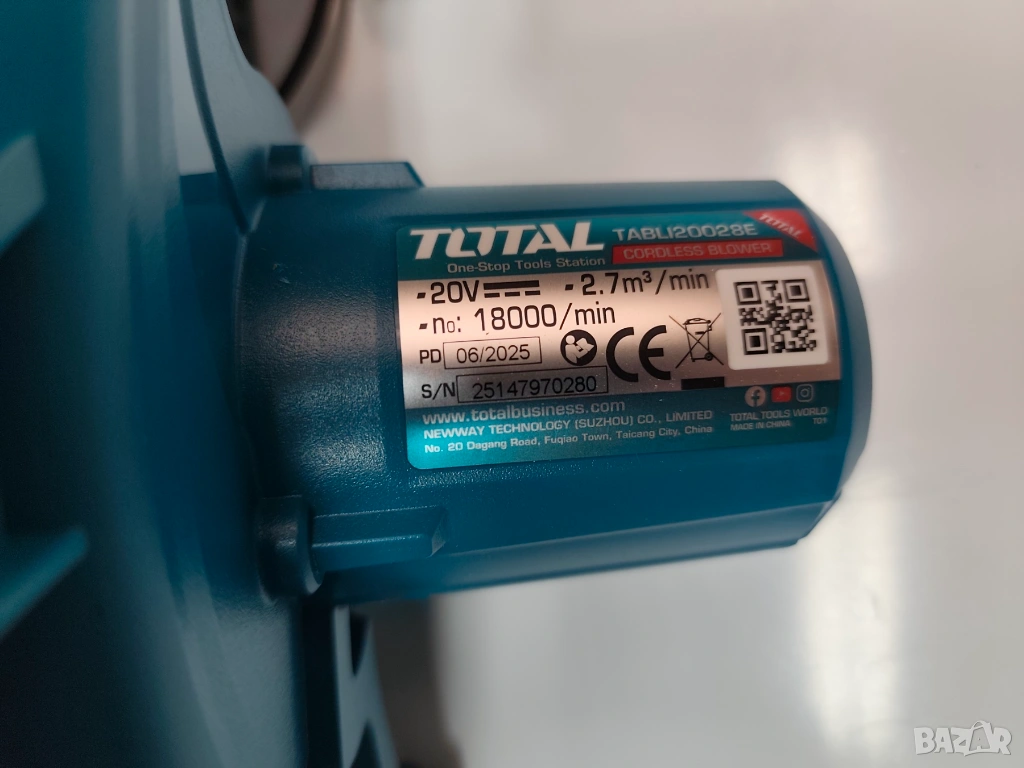 TOTAL
One-Stop Tools Station
TABLI20028E
CORDLESS BLOWER
TOTAL
-20V -2.7m³/min
-n₀: 18000/min
PD 06/2025
CE
S/N 25147970280
www.totalbusiness.com
NEWWAY TECHNOLOGY (SUZHOU) CO., LIMITED
No. 20 Dagang Road, Fuqiao Town, Taicang City, China
TOTAL TOOLS WORLD
MADE IN CHINA T01
BAZAR